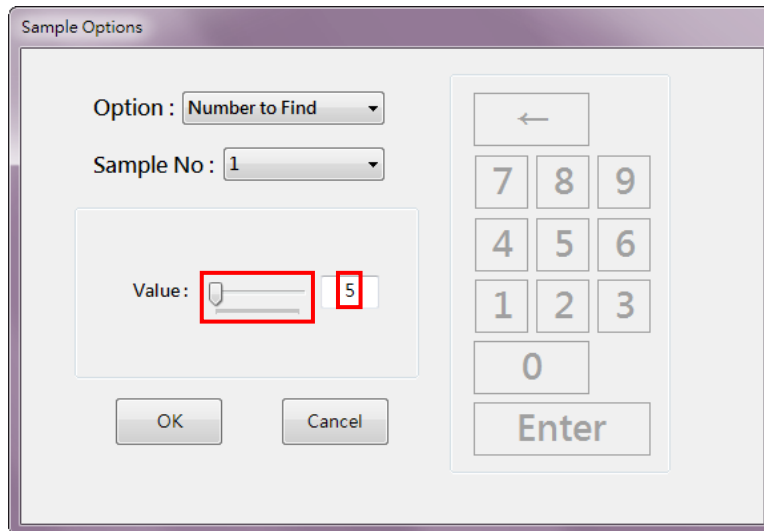 Sample Options
Option : Number to Find
Sample No : 1
Value : 5
OK Cancel
←
7 8 9
4 5 6
1 2 3
0
Enter